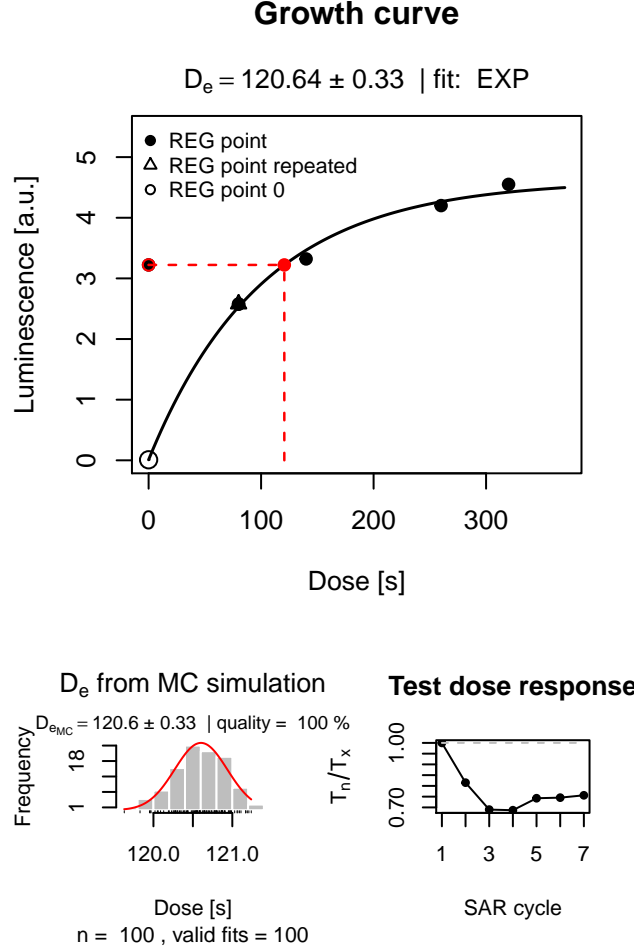 Growth curve
De = 120.64 ± 0.33 | fit: EXP
REG point
REG point repeated
REG point 0
Luminescence [a.u.]
5
4
3
2
1
0
0 100 200 300
Dose [s]
De from MC simulation
DeMC = 120.6 ± 0.33 | quality = 100 %
Frequency
18
1
120.0 121.0
Dose [s]
n = 100 , valid fits = 100
Test dose response
Tn/Tx
1.00
0.70
1 3 5 7
SAR cycle